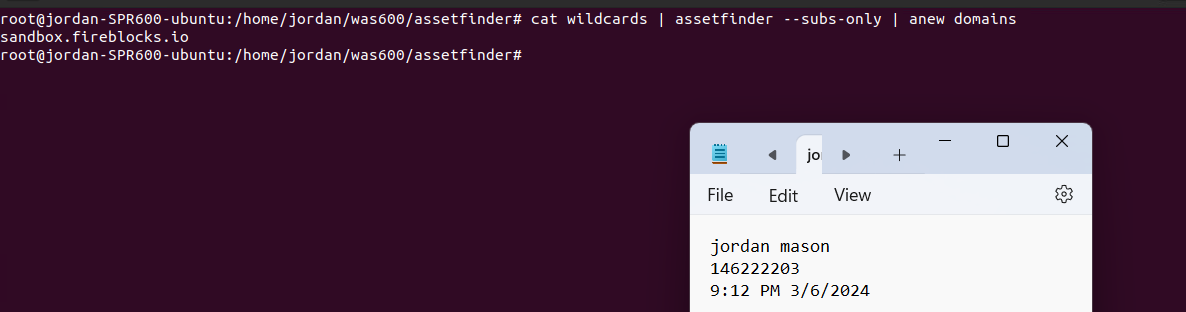 root@jordan-SPR600-ubuntu:/home/jordan/was600/assetfinder# cat wildcards | assetfinder --subs-only | anew domains
sandbox.fireblocks.io
root@jordan-SPR600-ubuntu:/home/jordan/was600/assetfinder#
jo
File Edit View
jordan mason
146222203
9:12 PM 3/6/2024